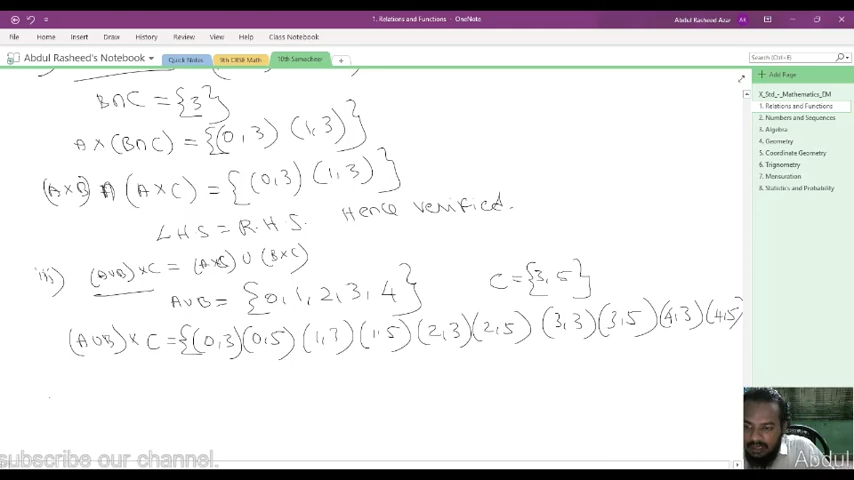 1. Relations and Functions - OneNote
Abdul Rasheed Azar
AR
File Home Insert Draw History Review View Help Class Notebook
Abdul Rasheed's Notebook
Quick Notes
9th CBSE Math
10th Samacheer
+
Search (Ctrl+E)
B∩C = {3}
A×(B∩C) = {(0,3) (1,3)}
(A×B) ∩ (A×C) = {(0,3) (1,3)}
LHS = R.H.S. Hence verified.
iii) (A∪B)×C = (A×C) ∪ (B×C)
A∪B = {0,1,2,3,4} C = {3,5}
(A∪B)×C = {(0,3)(0,5) (1,3) (1,5) (2,3)(2,5) (3,3)(3,5)(4,3)(4,5)
Add Page
X_Std_-_Mathematics_EM
1. Relations and Functions
2. Numbers and Sequences
3. Algebra
4. Geometry
5. Coordinate Geometry
6. Trignometry
7. Mensuration
8. Statistics and Probability
subscribe our channel.
Abdul